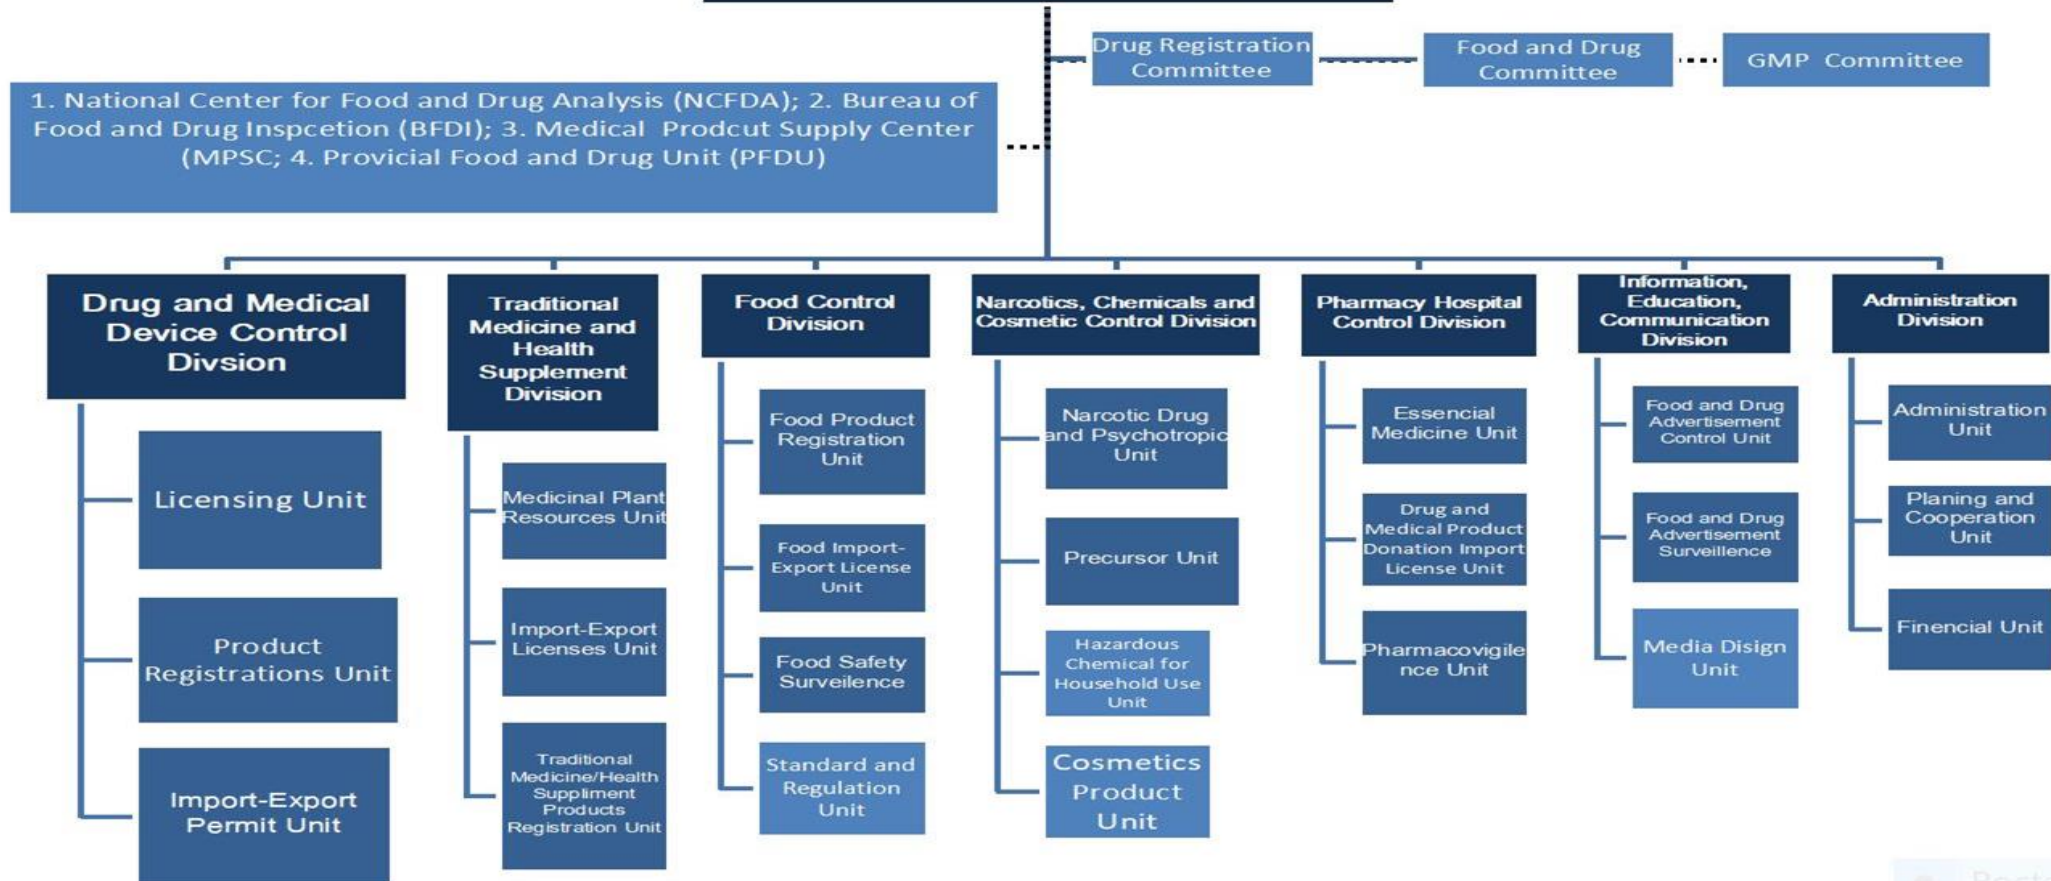 Drug Registration
Committee
Food and Drug
Committee
GMP Committee
1. National Center for Food and Drug Analysis (NCFDA); 2. Bureau of
Food and Drug Inspcetion (BFDI); 3. Medical Prodcut Supply Center
(MPSC; 4. Provicial Food and Drug Unit (PFDU)
Drug and Medical
Device Control
Divsion
Licensing Unit
Product
Registrations Unit
Import-Export
Permit Unit
Traditional
Medicine and
Health
Supplement
Division
Medicinal Plant
Resources Unit
Import-Export
Licenses Unit
Traditional
Medicine/Health
Suppliment
Products
Registration Unit
Food Control
Division
Food Product
Registration
Unit
Food Import-
Export License
Unit
Food Safety
Surveilence
Standard and
Regulation
Unit
Narcotics, Chemicals and
Cosmetic Control Division
Narcotic Drug
and Psychotropic
Unit
Precursor Unit
Hazardous
Chemical for
Household Use
Unit
Cosmetics
Product
Unit
Pharmacy Hospital
Control Division
Essencial
Medicine Unit
Drug and
Medical Product
Donation Import
License Unit
Pharmacovigile
nce Unit
Information,
Education,
Communication
Division
Food and Drug
Advertisement
Control Unit
Food and Drug
Advertisement
Surveillence
Media Disign
Unit
Administration
Division
Administration
Unit
Planing and
Cooperation
Unit
Finencial Unit